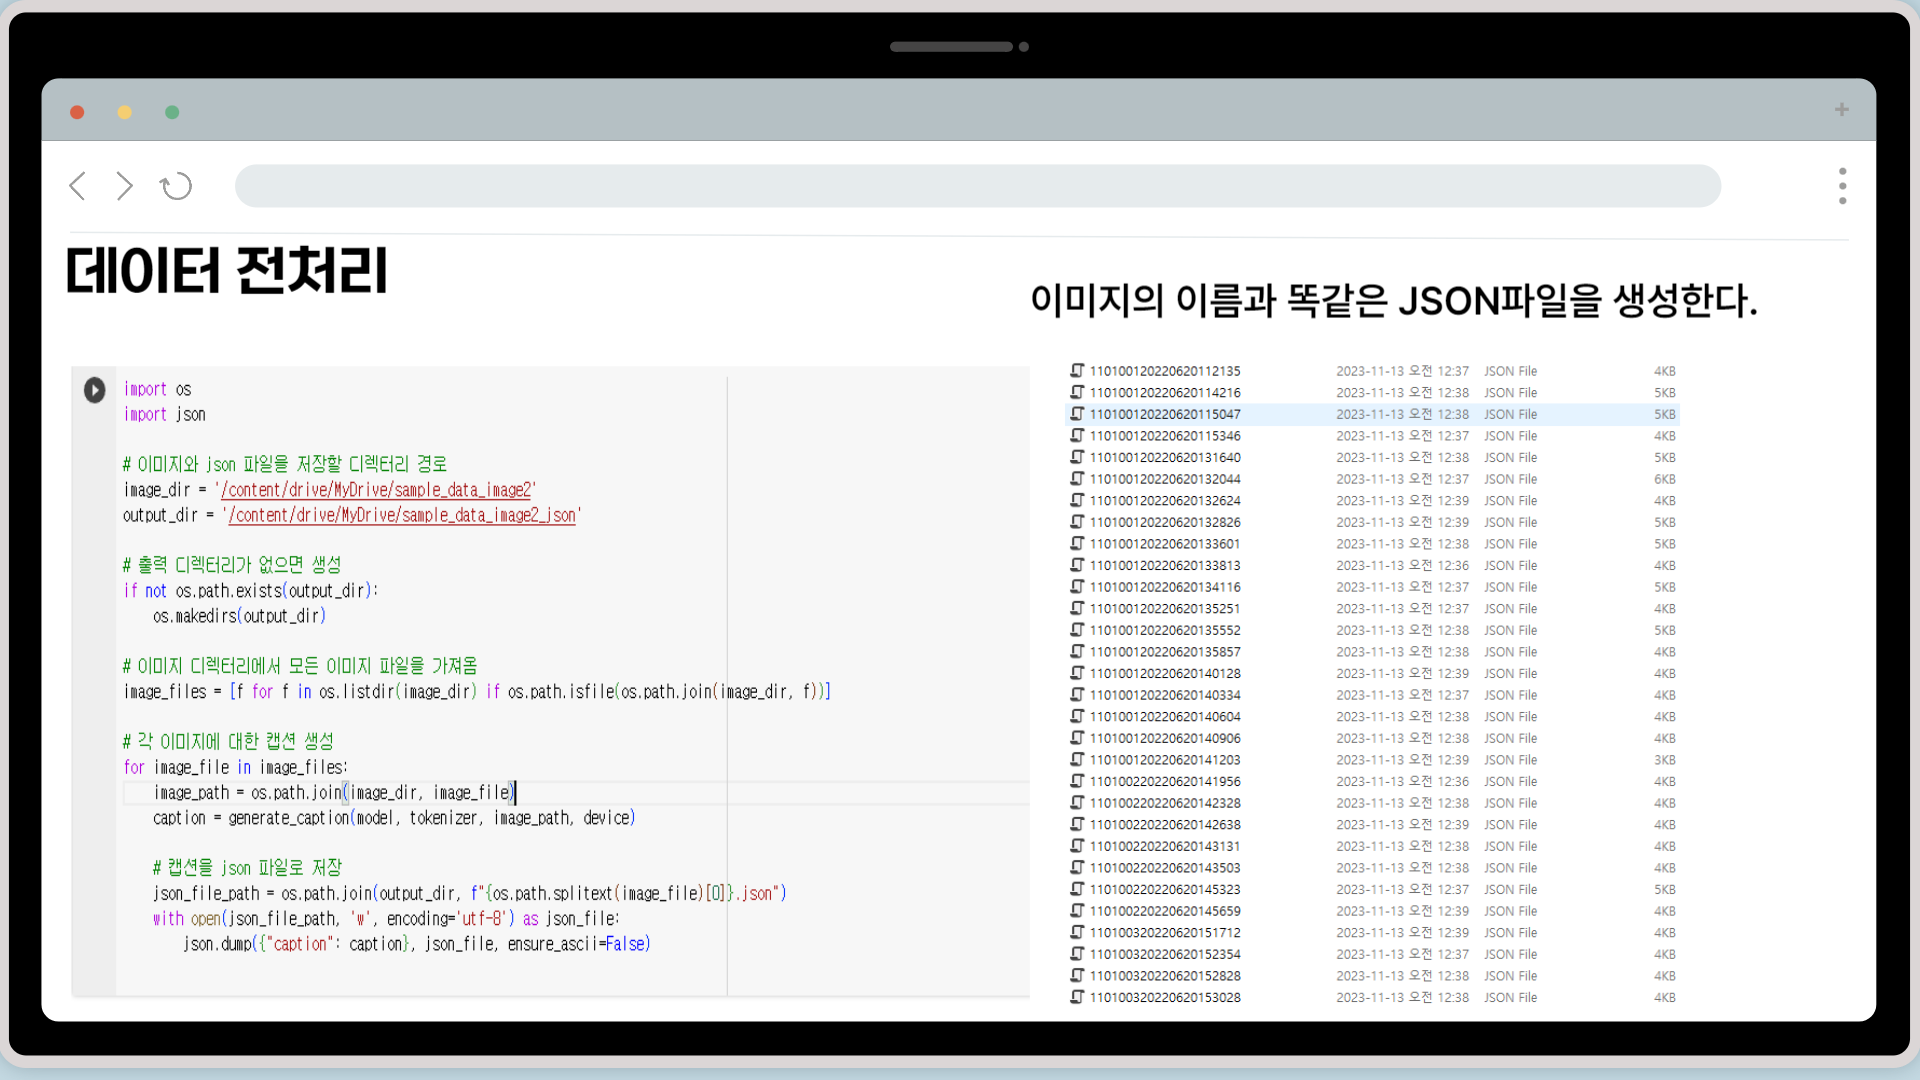 데이터 전처리
이미지의 이름과 똑같은 JSON파일을 생성한다.
import os
import json
# 이미지와 json 파일을 저장할 디렉터리 경로
image_dir = '/content/drive/MyDrive/sample_data_image2'
output_dir = '/content/drive/MyDrive/sample_data_image2_json'
# 출력 디렉터리가 없으면 생성
if not os.path.exists(output_dir):
    os.makedirs(output_dir)
# 이미지 디렉터리에서 모든 이미지 파일을 가져옴
image_files = [f for f in os.listdir(image_dir) if os.path.isfile(os.path.join(image_dir, f))]
# 각 이미지에 대한 캡션 생성
for image_file in image_files:
    image_path = os.path.join(image_dir, image_file)
    caption = generate_caption(model, tokenizer, image_path, device)
    # 캡션을 json 파일로 저장
    json_file_path = os.path.join(output_dir, f"{os.path.splitext(image_file)[0]}.json")
    with open(json_file_path, 'w', encoding='utf-8') as json_file:
        json.dump({"caption": caption}, json_file, ensure_ascii=False)
110100120220620112135 2023-11-13 오전 12:37 JSON File 4KB
110100120220620114216 2023-11-13 오전 12:38 JSON File 5KB
110100120220620115047 2023-11-13 오전 12:38 JSON File 5KB
110100120220620115346 2023-11-13 오전 12:37 JSON File 4KB
110100120220620131640 2023-11-13 오전 12:38 JSON File 5KB
110100120220620132044 2023-11-13 오전 12:37 JSON File 6KB
110100120220620132624 2023-11-13 오전 12:39 JSON File 4KB
110100120220620132826 2023-11-13 오전 12:39 JSON File 5KB
110100120220620133601 2023-11-13 오전 12:38 JSON File 5KB
110100120220620133813 2023-11-13 오전 12:36 JSON File 4KB
110100120220620134116 2023-11-13 오전 12:37 JSON File 5KB
110100120220620135251 2023-11-13 오전 12:37 JSON File 4KB
110100120220620135552 2023-11-13 오전 12:38 JSON File 5KB
110100120220620135857 2023-11-13 오전 12:38 JSON File 4KB
110100120220620140128 2023-11-13 오전 12:39 JSON File 4KB
110100120220620140334 2023-11-13 오전 12:37 JSON File 4KB
110100120220620140604 2023-11-13 오전 12:38 JSON File 4KB
110100120220620140906 2023-11-13 오전 12:38 JSON File 4KB
110100120220620141203 2023-11-13 오전 12:39 JSON File 3KB
110100220220620141956 2023-11-13 오전 12:36 JSON File 4KB
110100220220620142328 2023-11-13 오전 12:38 JSON File 4KB
110100220220620142638 2023-11-13 오전 12:39 JSON File 4KB
110100220220620143131 2023-11-13 오전 12:38 JSON File 4KB
110100220220620143503 2023-11-13 오전 12:38 JSON File 4KB
110100220220620145323 2023-11-13 오전 12:37 JSON File 5KB
110100220220620145659 2023-11-13 오전 12:39 JSON File 4KB
110100320220620151712 2023-11-13 오전 12:39 JSON File 4KB
110100320220620152354 2023-11-13 오전 12:37 JSON File 4KB
110100320220620152828 2023-11-13 오전 12:38 JSON File 4KB
110100320220620153028 2023-11-13 오전 12:38 JSON File 4KB